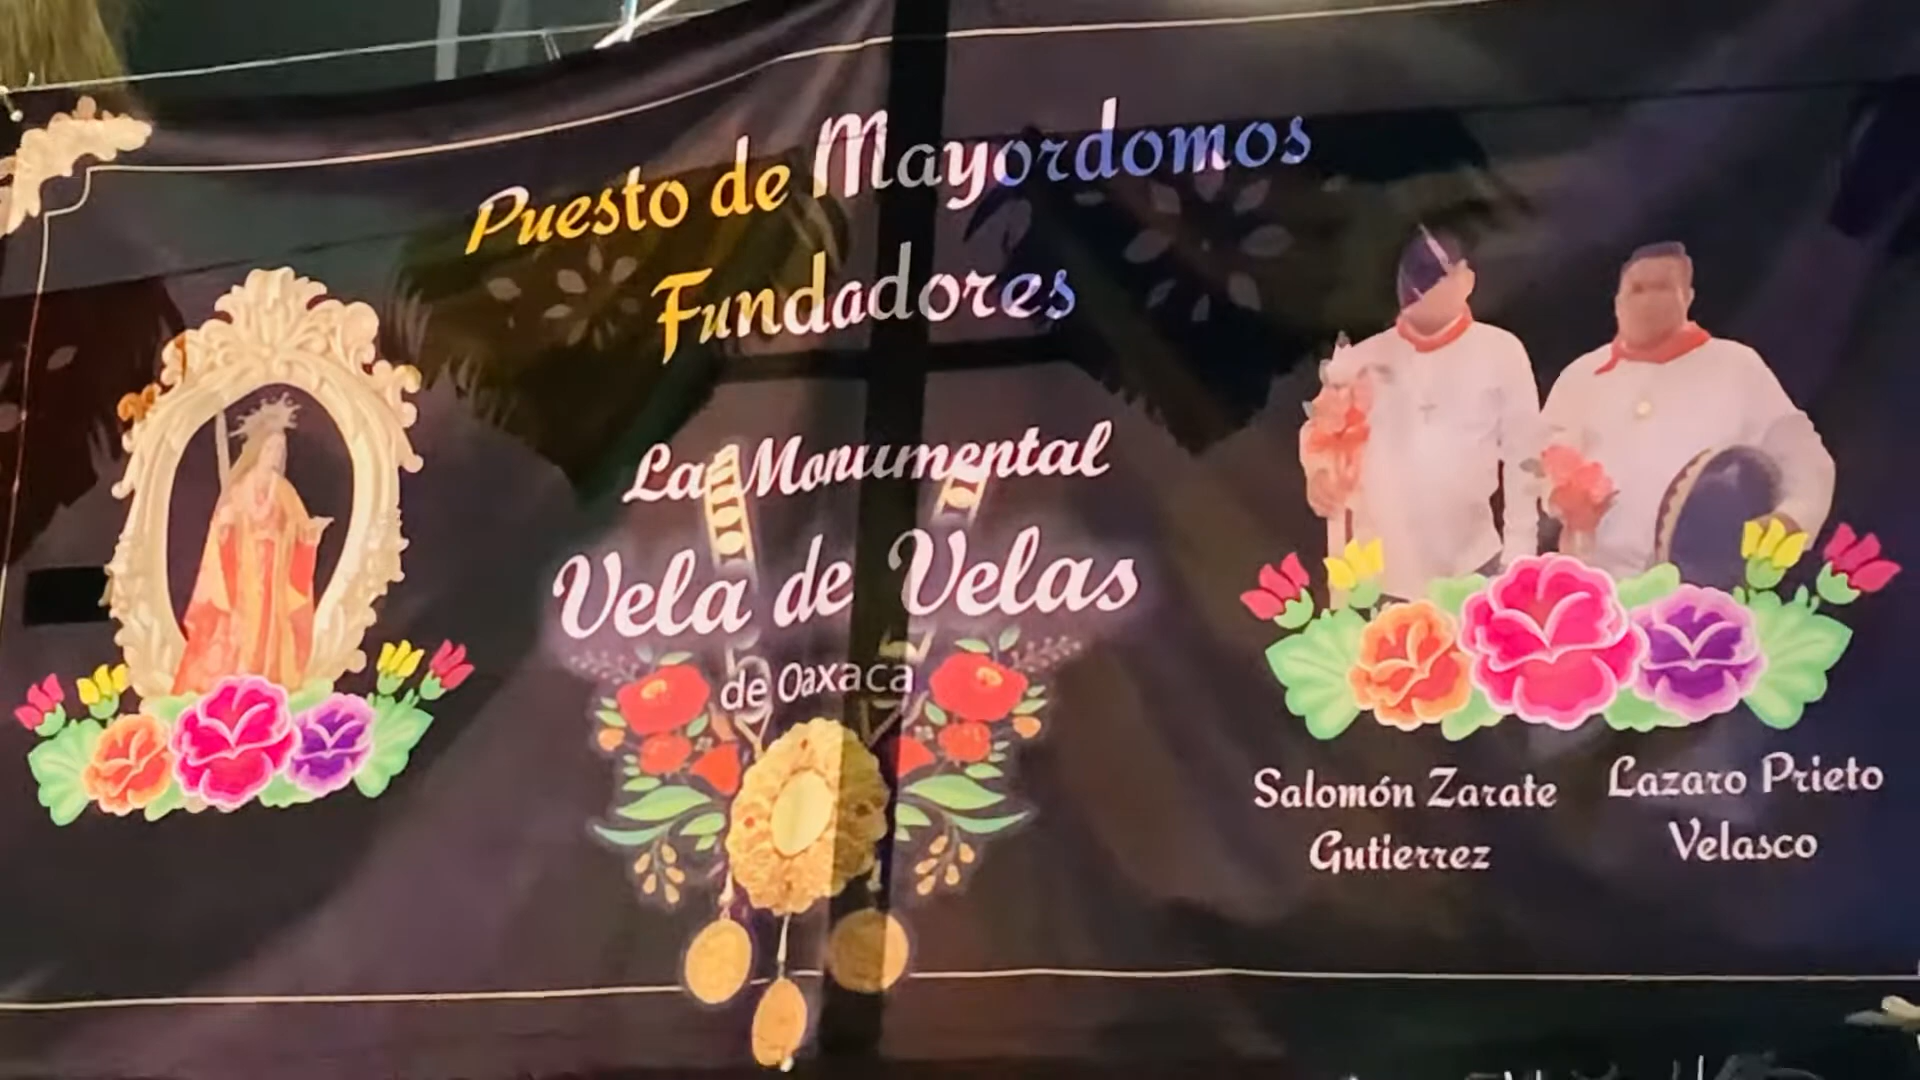 Puesto de Mayordomos
Fundadores
La Monumental
Vela de Velas
de Oaxaca
Salomón Zarate
Gutierrez
Lazaro Prieto
Velasco